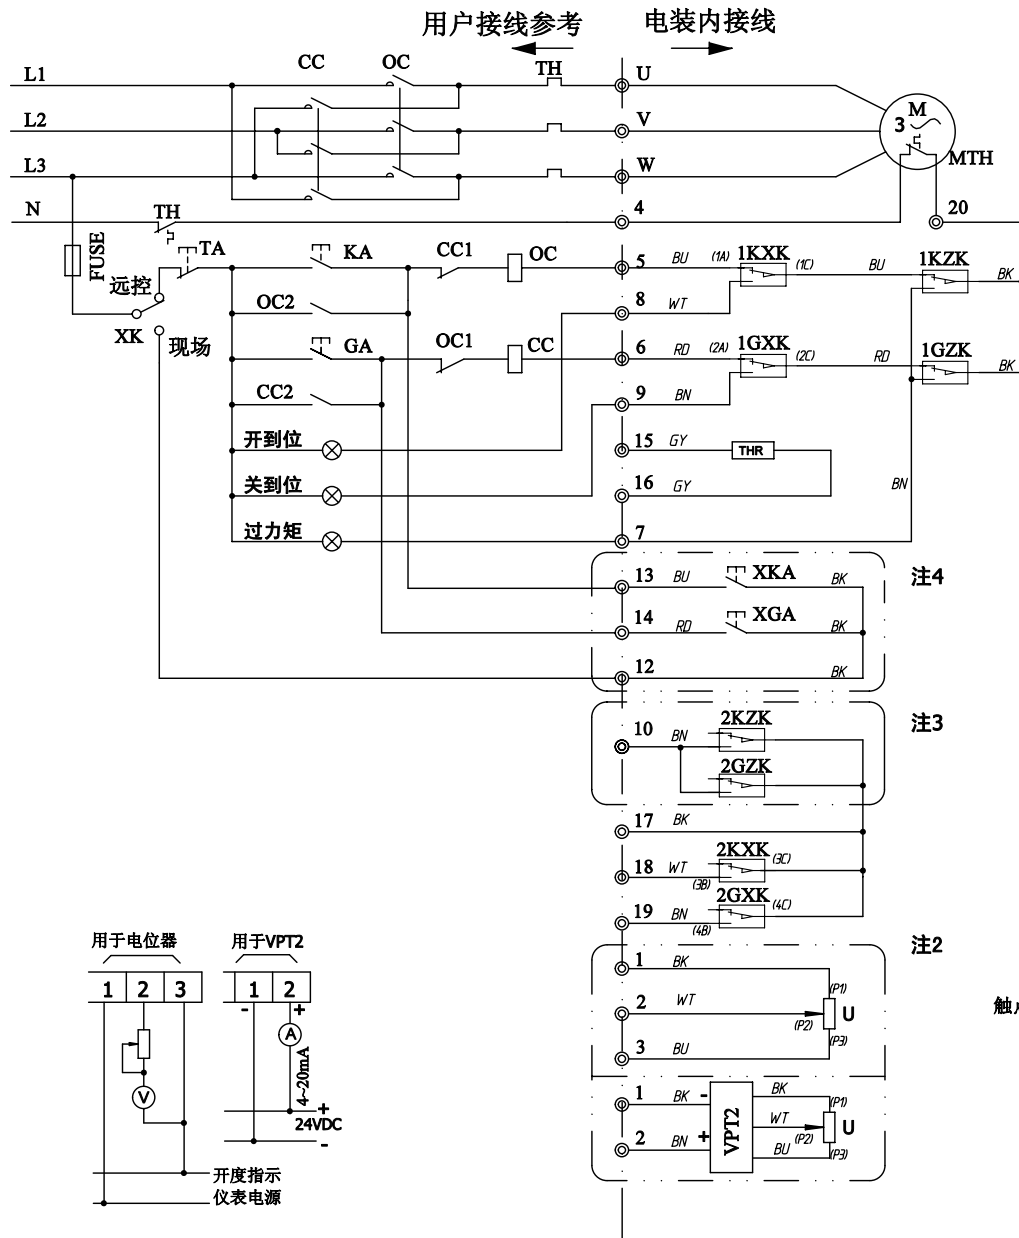 用户接线参考 电装内接线
CC OC TH U
L1
M
3
L2 V
L3 W MTH
N TH 4 20
FUSE TA KA CC1 OC 5 BU (1A) 1KXK (1C) BU 1KZK BK
远控
OC2 8 WT
XK 现场 GA OC1 CC 6 RD (2A) 1GXK (2C) RD 1GZK BK
CC2 9 BN
开到位 15 GY THR
关到位 16 GY BN
过力矩 7
13 BU XKA BK 注4
14 RD XGA BK
12 BK
10 BN 2KZK 注3
2GZK
17 BK
18 WT (3B) 2KXK (3C)
19 BN (4B) 2GXK (4C)
用于电位器 用于VPT2 注2
1 BK (P1)
1 2 3 1 2
- +
2 WT (P2) U
触
A
3 BU (P3)
4~20mA
V
1 BK - VPT2 BK (P1)
+
24VDC
WT (P2) U
2 BN + BU (P3)
-
开度指示
仪表电源